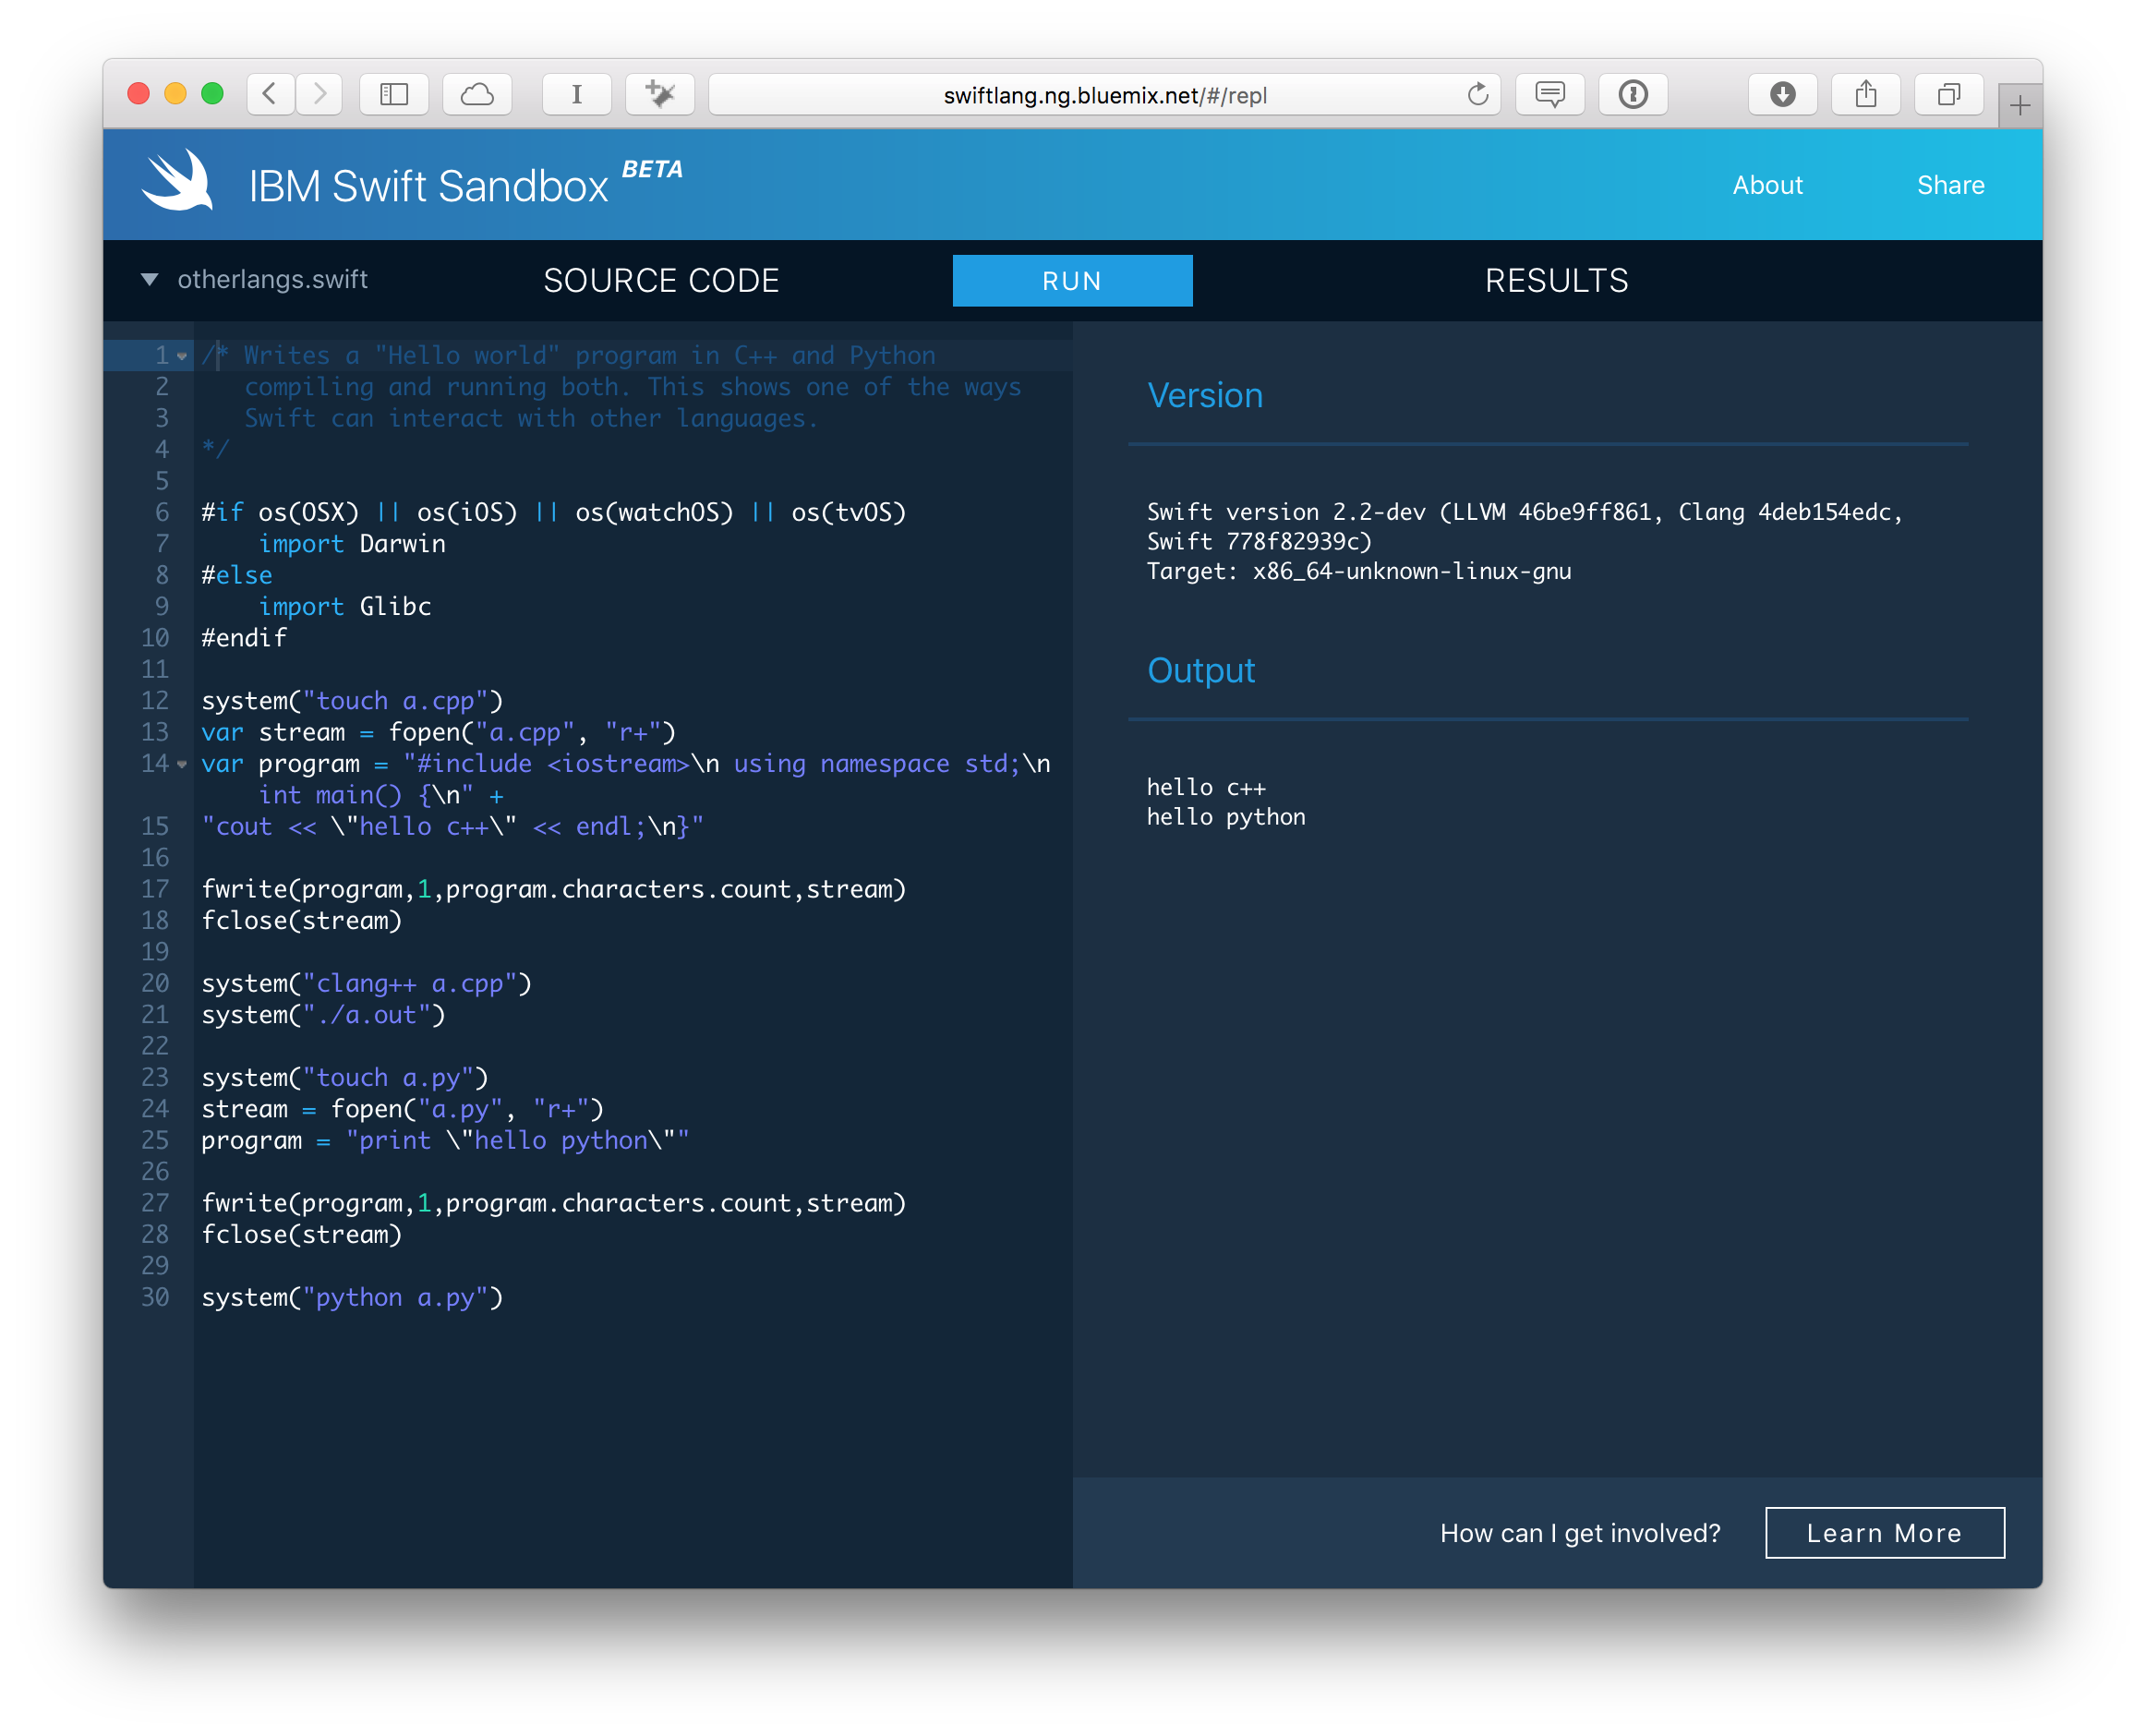 swiftlang.ng.bluemix.net/#/repl
IBM Swift Sandbox BETA
About
Share
otherlangs.swift
SOURCE CODE
RUN
RESULTS
1 /* Writes a "Hello world" program in C++ and Python
2    compiling and running both. This shows one of the ways
3    Swift can interact with other languages.
4 */
5
6 #if os(OSX) || os(iOS) || os(watchOS) || os(tvOS)
7     import Darwin
8 #else
9     import Glibc
10 #endif
11
12 system("touch a.cpp")
13 var stream = fopen("a.cpp", "r+")
14 var program = "#include <iostream>\n using namespace std;\n
    int main() {\n" +
15 "cout << \"hello c++\" << endl;\n}"
16
17 fwrite(program,1,program.characters.count,stream)
18 fclose(stream)
19
20 system("clang++ a.cpp")
21 system("./a.out")
22
23 system("touch a.py")
24 stream = fopen("a.py", "r+")
25 program = "print \"hello python\""
26
27 fwrite(program,1,program.characters.count,stream)
28 fclose(stream)
29
30 system("python a.py")
Version
Swift version 2.2-dev (LLVM 46be9ff861, Clang 4deb154edc,
Swift 778f82939c)
Target: x86_64-unknown-linux-gnu
Output
hello c++
hello python
How can I get involved?
Learn More